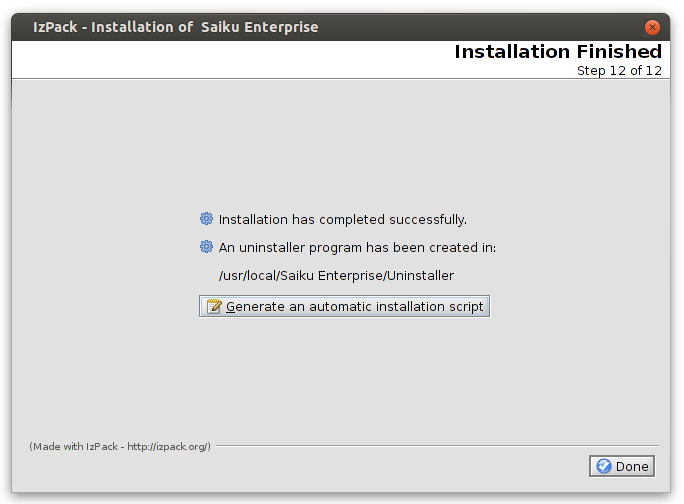 IzPack - Installation of  Saiku Enterprise
Installation Finished
Step 12 of 12
Installation has completed successfully.
An uninstaller program has been created in:
/usr/local/Saiku Enterprise/Uninstaller
Generate an automatic installation script
(Made with IzPack - http://izpack.org/)
Done